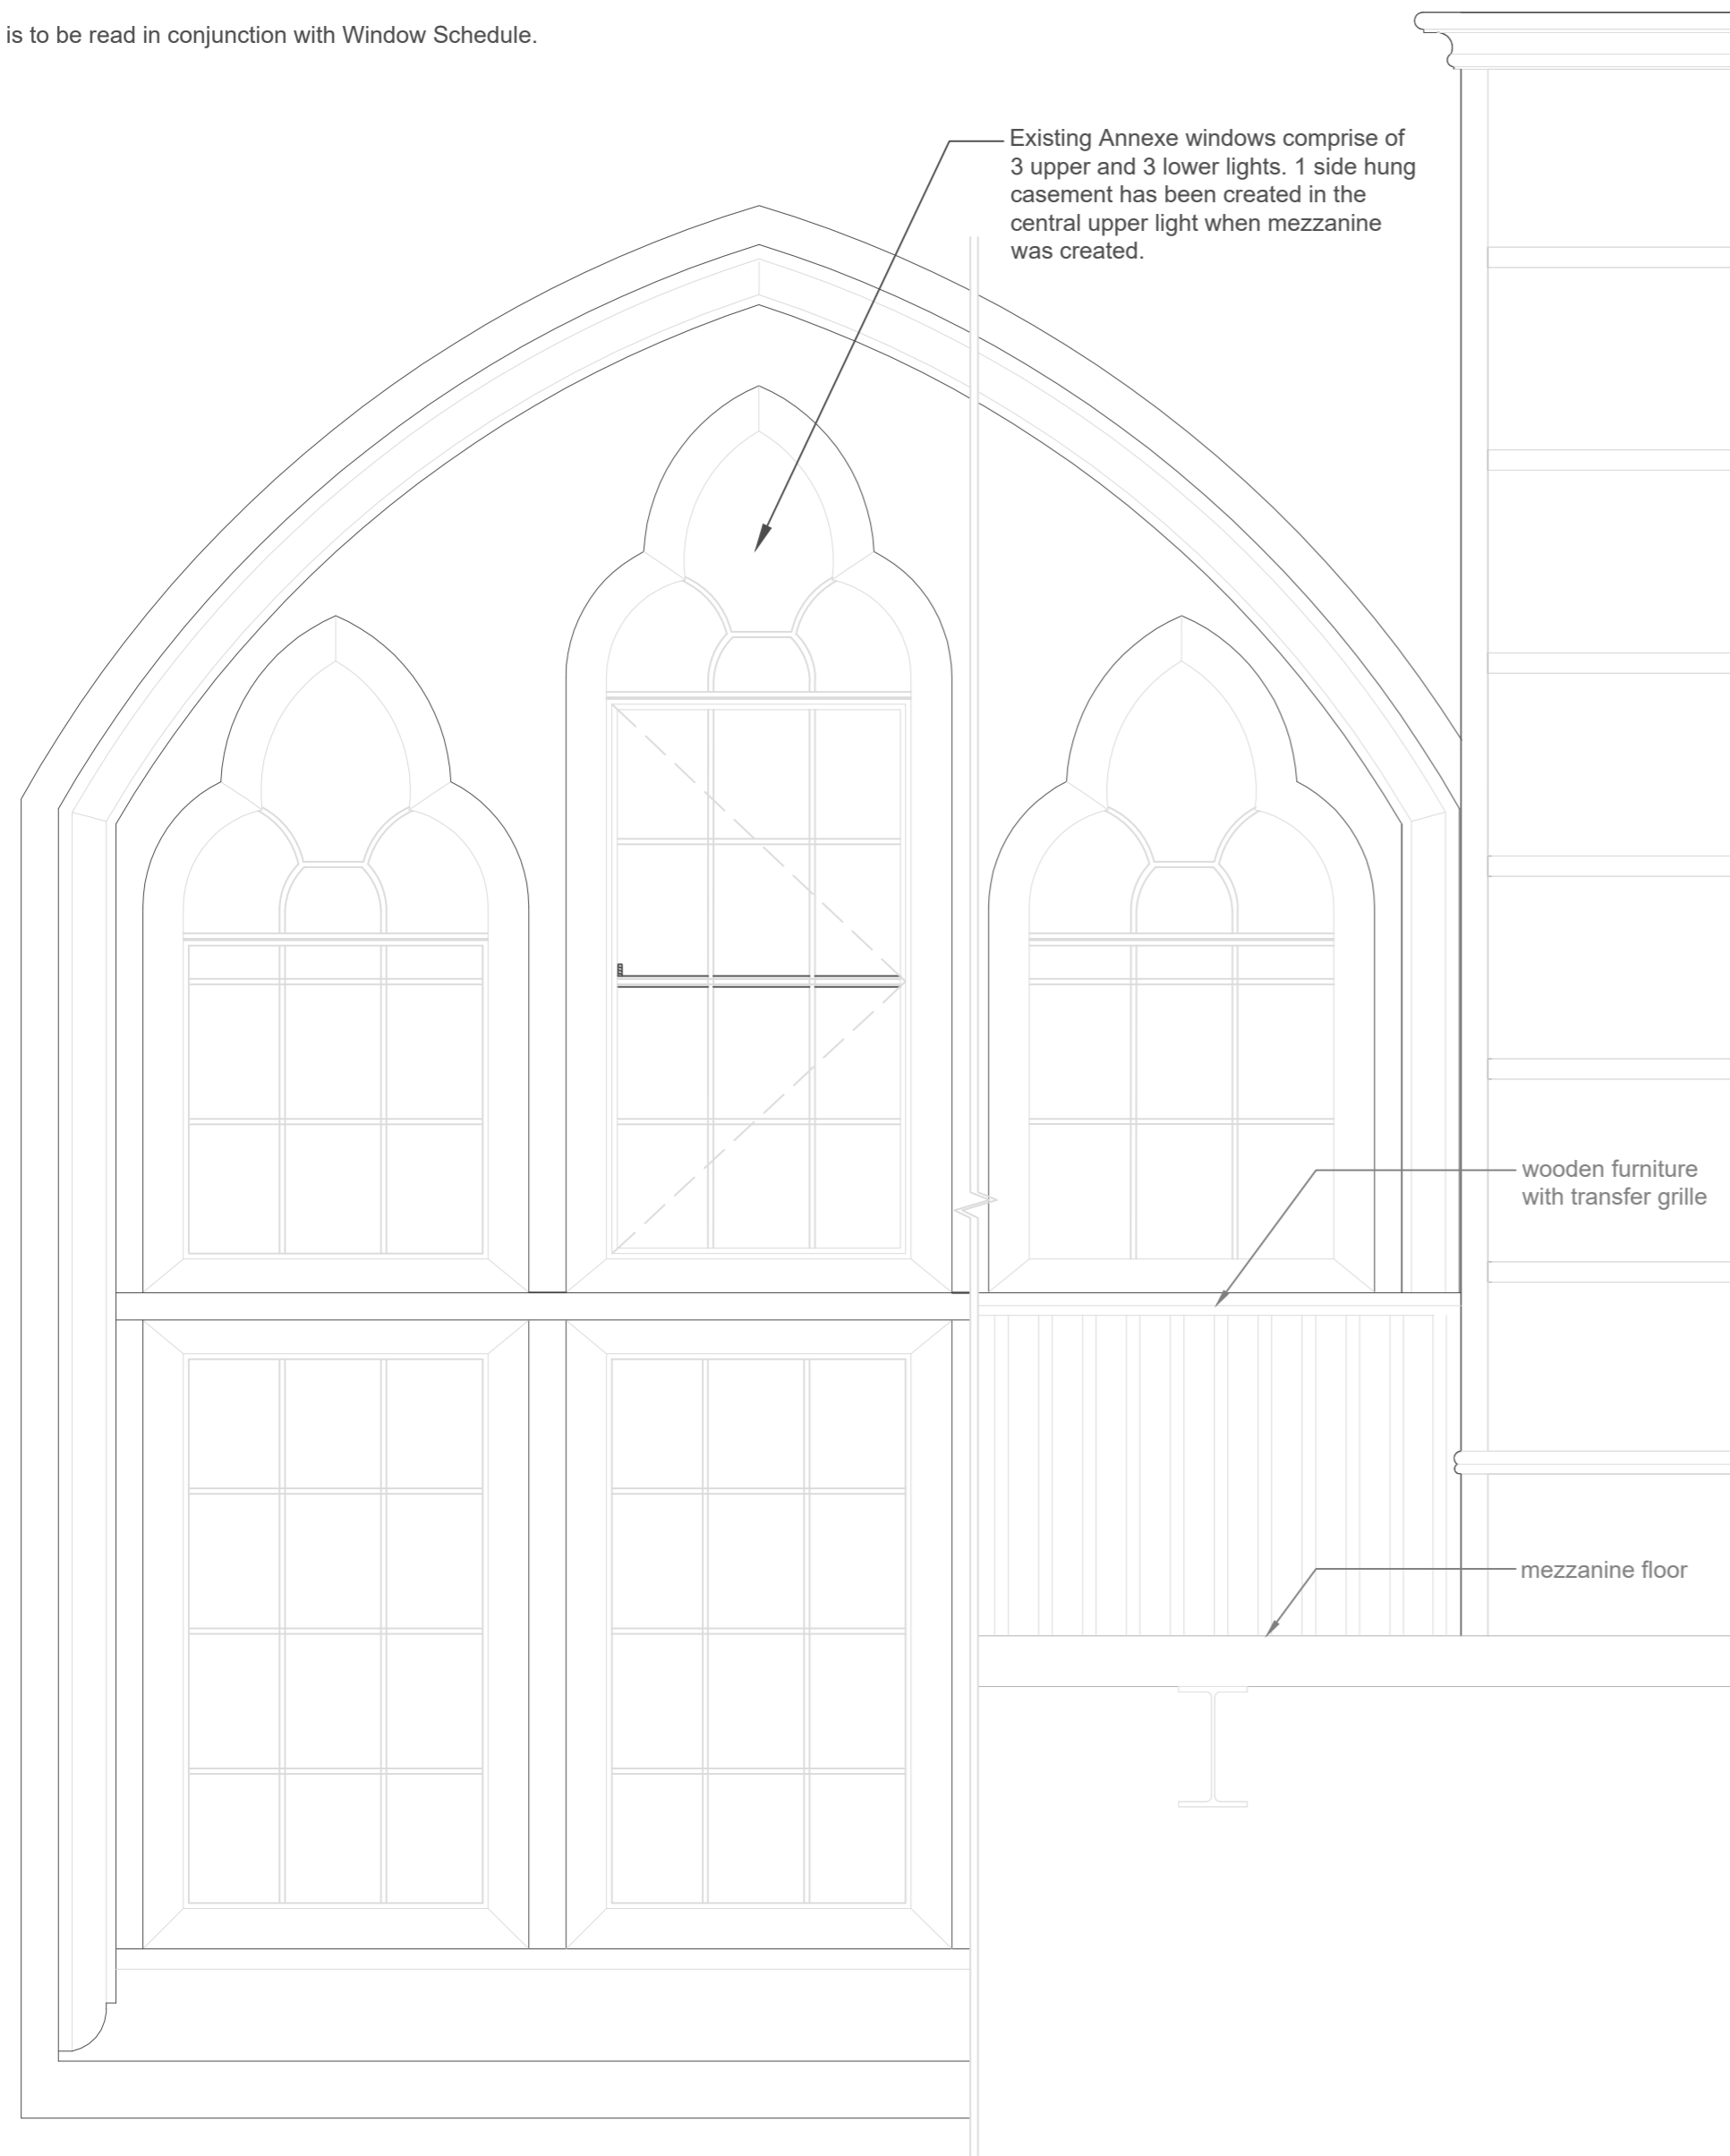 is to be read in conjunction with Window Schedule.
Existing Annexe windows comprise of
3 upper and 3 lower lights. 1 side hung
casement has been created in the
central upper light when mezzanine
was created.
wooden furniture
with transfer grille
mezzanine floor